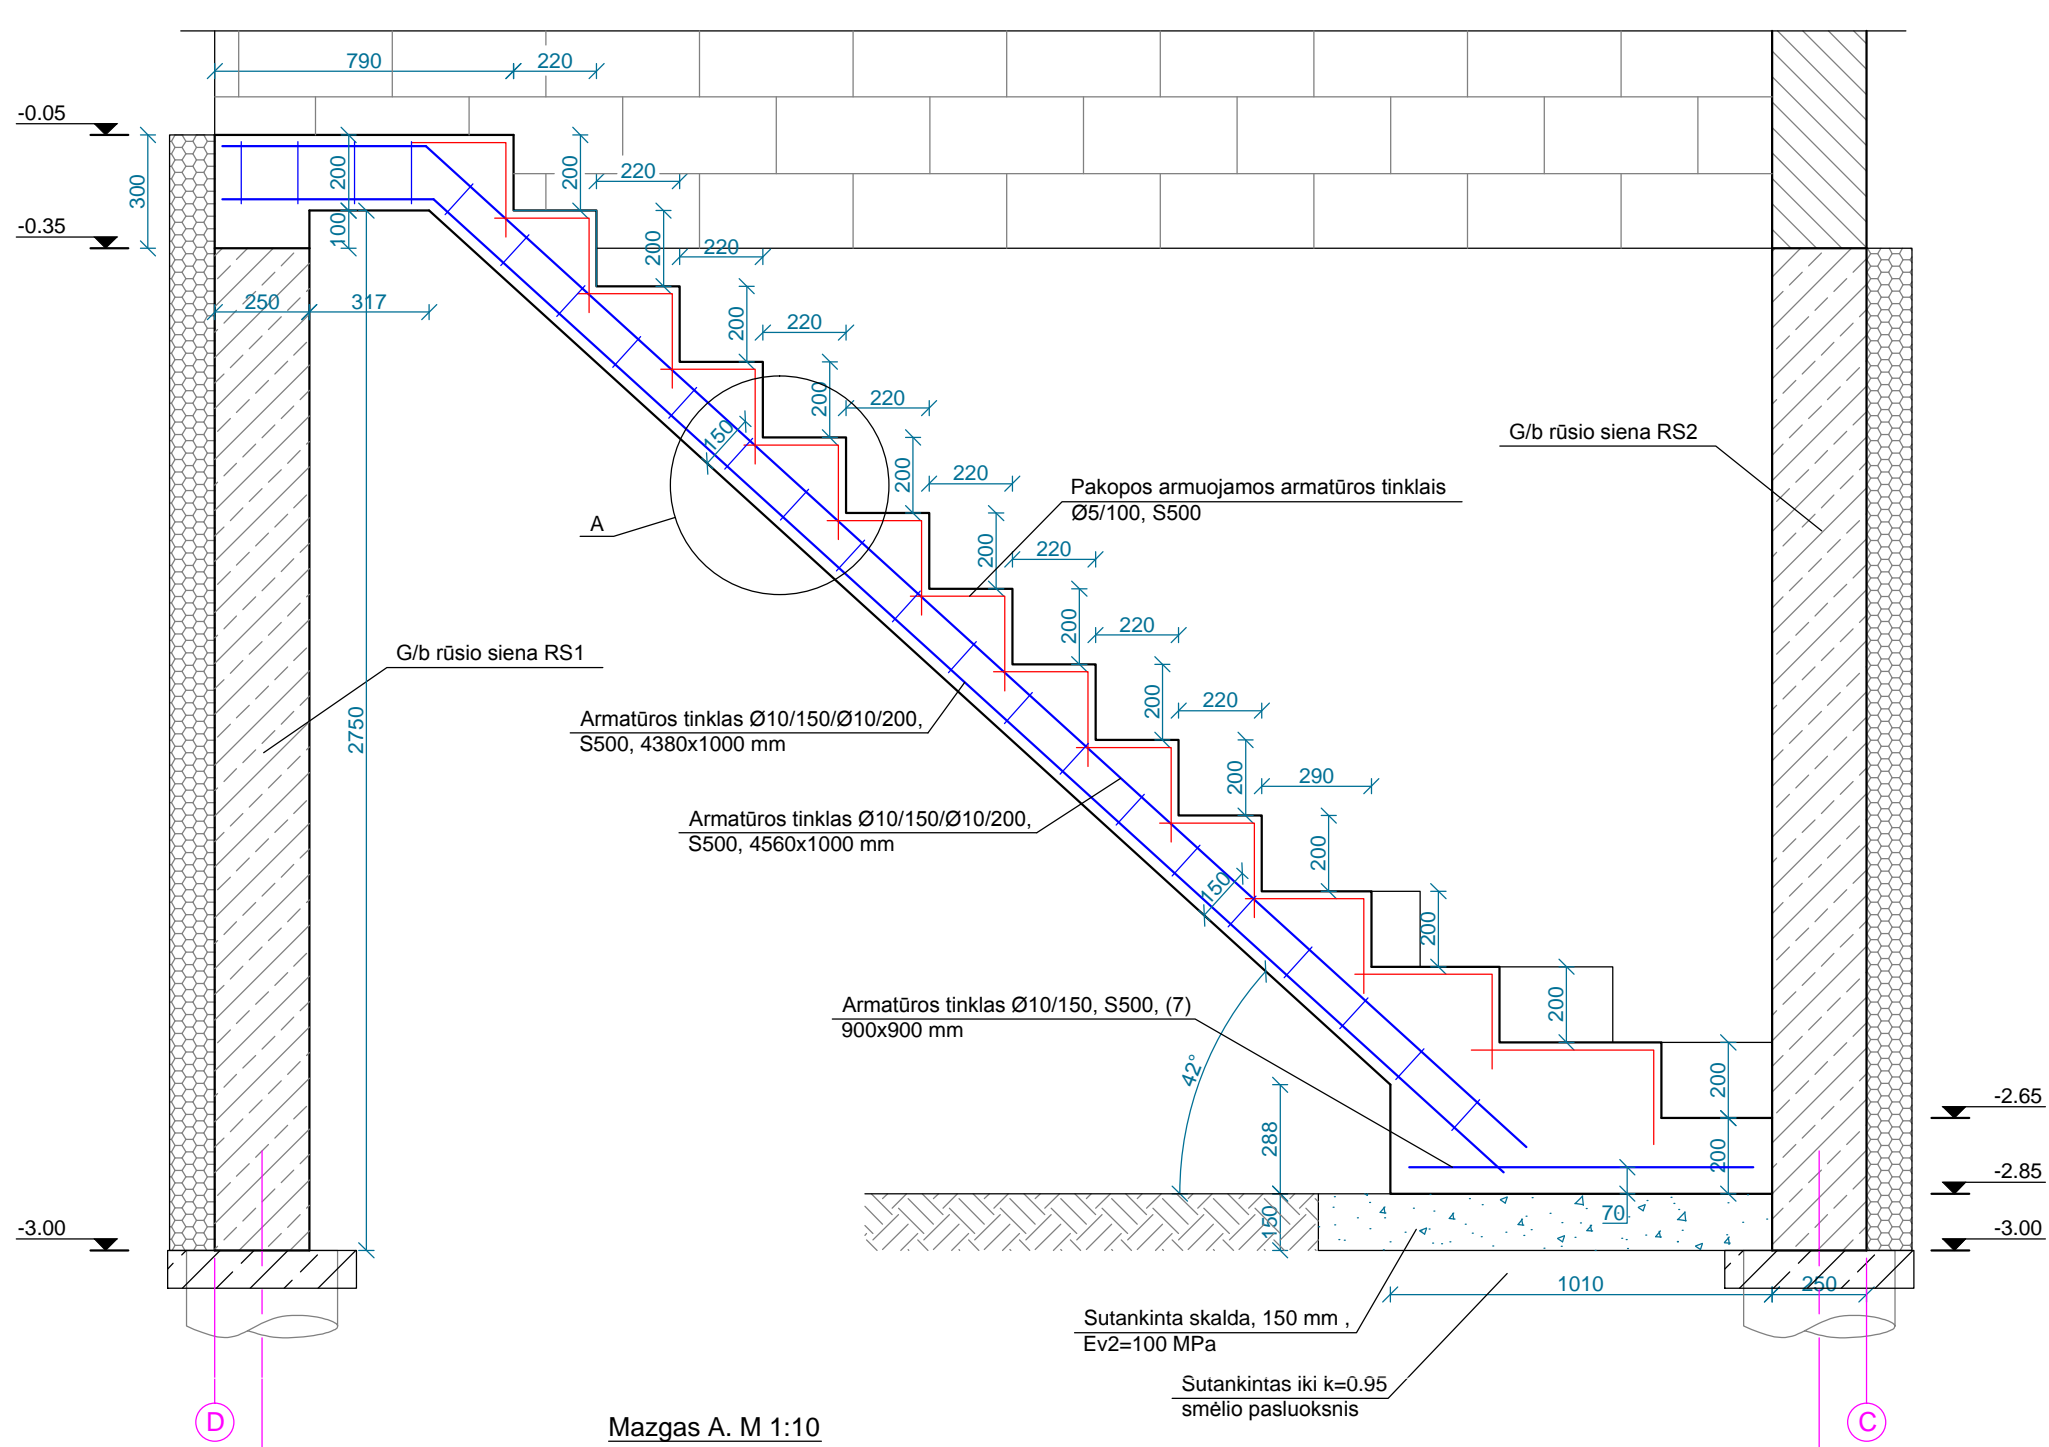 790
220
-0.05
300
200
100
-0.35
200
220
200
220
250
317
200
220
200
220
150
A
200
220
200
220
200
220
200
220
200
290
200
200
200
200
200
G/b rūsio siena RS2
Pakopos armuojamos armatūros tinklais
Ø5/100, S500
G/b rūsio siena RS1
2750
Armatūros tinklas Ø10/150/Ø10/200,
S500, 4380x1000 mm
Armatūros tinklas Ø10/150/Ø10/200,
S500, 4560x1000 mm
150
Armatūros tinklas Ø10/150, S500, (7)
900x900 mm
42°
288
150
70
-2.65
-2.85
-3.00
-3.00
1010
250
Sutankinta skalda, 150 mm ,
Ev2=100 MPa
Sutankintas iki k=0.95
smėlio pasluoksnis
D
C
Mazgas A. M 1:10